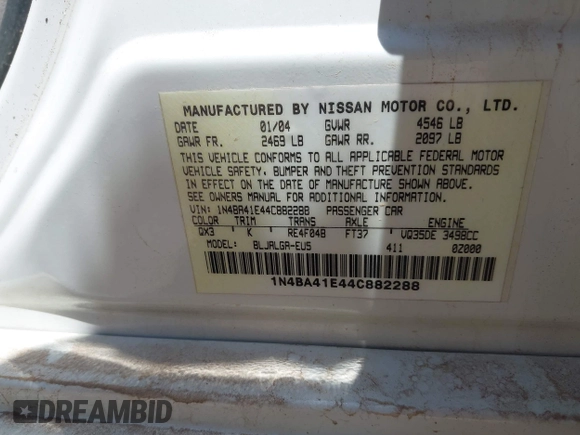 MANUFACTURED BY NISSAN MOTOR CO., LTD.
DATE 01/04 GVWR 4546 LB
GAWR FR. 2469 LB GAWR RR. 2097 LB
THIS VEHICLE CONFORMS TO ALL APPLICABLE FEDERAL MOTOR
VEHICLE SAFETY, BUMPER AND THEFT PREVENTION STANDARDS
IN EFFECT ON THE DATE OF MANUFACTURE SHOWN ABOVE.
SEE OWNERS MANUAL FOR ADDITIONAL INFORMATION.
VIN: 1N4BA41E44C882288 PASSENGER CAR
COLOR TRIM TRANS AXLE ENGINE
QX3 K RE4F04B FT37 VQ35DE 3498CC
MODEL: BLJALGA-EU5 411 02000
1N4BA41E44C882288
DREAMBID